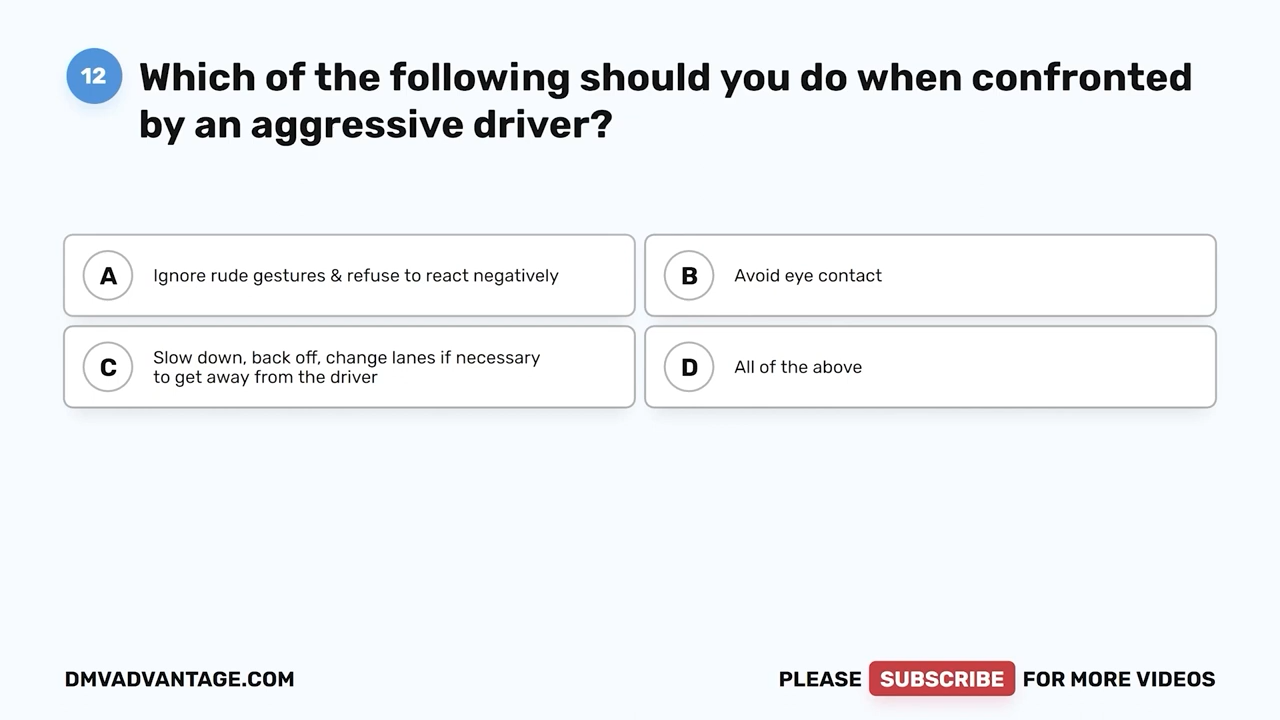 12
Which of the following should you do when confronted
by an aggressive driver?
A
Ignore rude gestures & refuse to react negatively
B
Avoid eye contact
C
Slow down, back off, change lanes if necessary
to get away from the driver
D
All of the above
DMVADVANTAGE.COM
PLEASE SUBSCRIBE FOR MORE VIDEOS